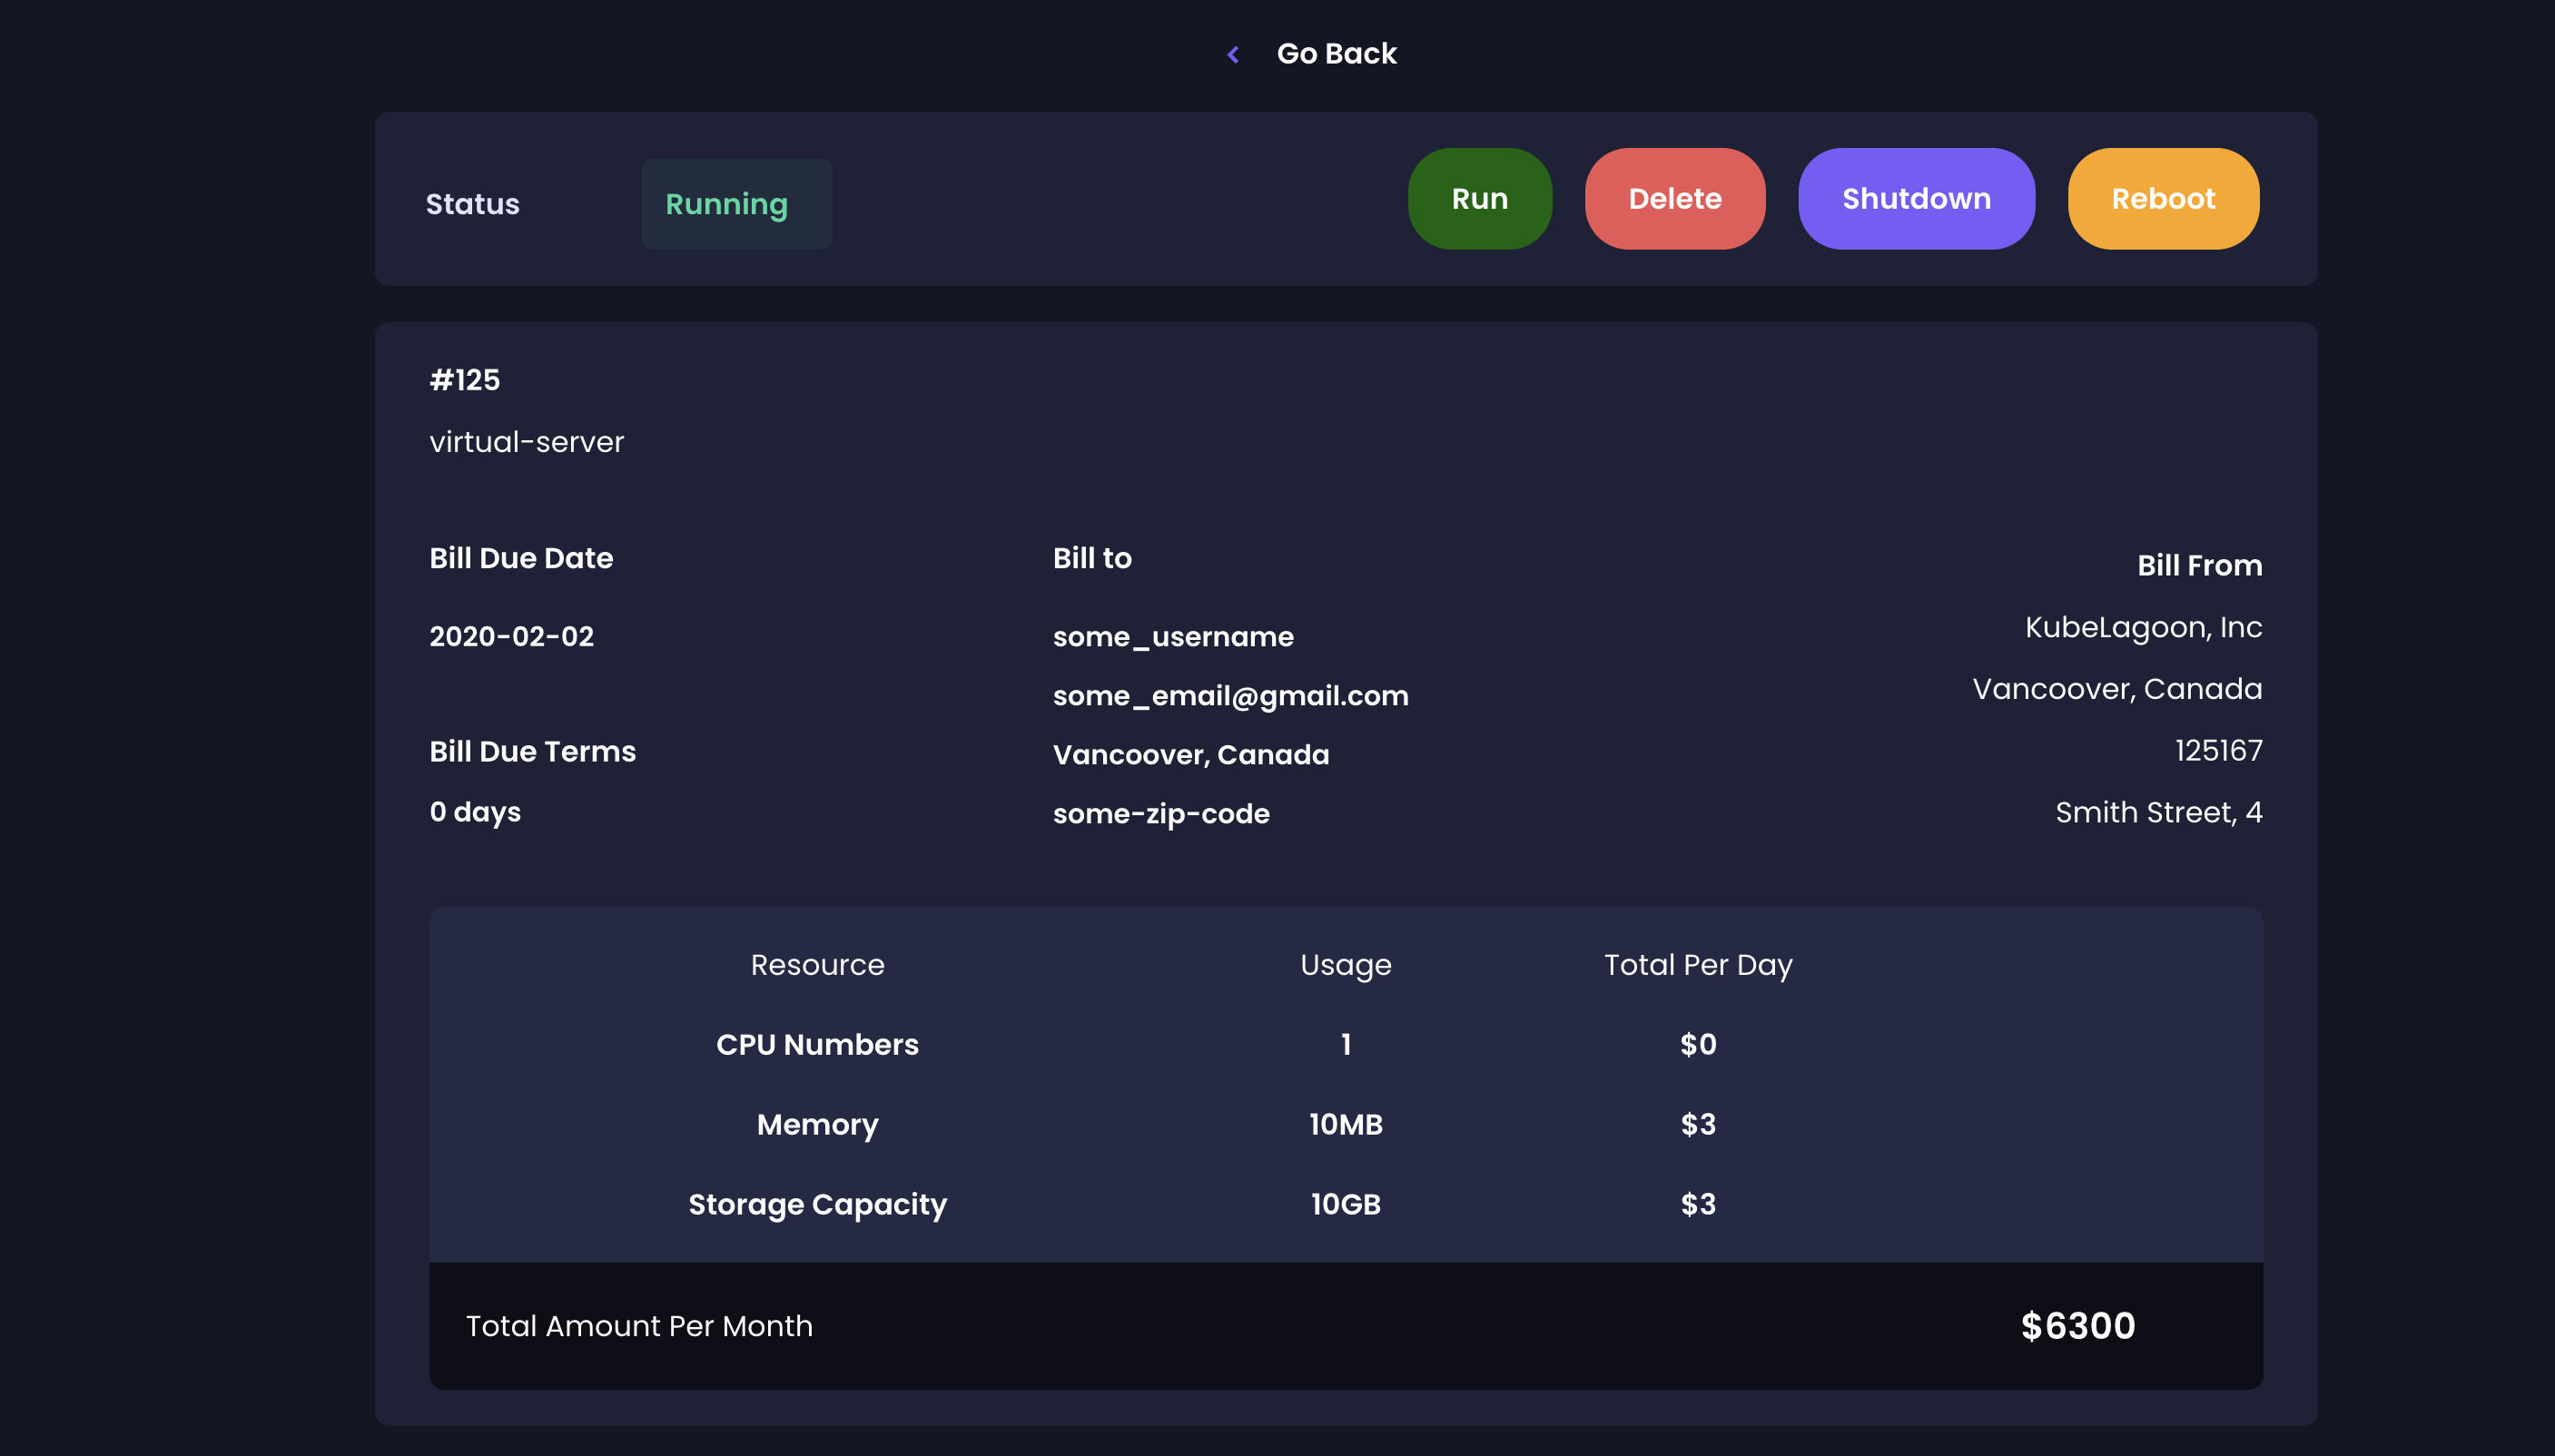 Go Back
Status Running Run Delete Shutdown Reboot
#125
virtual-server
Bill Due Date
2020-02-02
Bill Due Terms
0 days
Bill to
some_username
some_email@gmail.com
Vancoover, Canada
some-zip-code
Bill From
KubeLagoon, Inc
Vancoover, Canada
125167
Smith Street, 4
Resource Usage Total Per Day
CPU Numbers 1 $0
Memory 10MB $3
Storage Capacity 10GB $3
Total Amount Per Month $6300